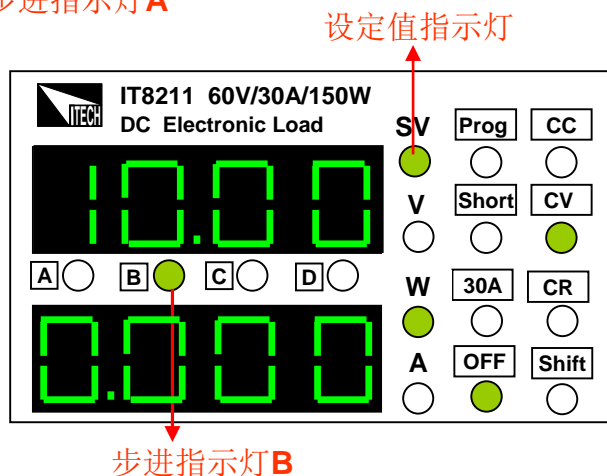 步进指示灯A
设定值指示灯
ITECH
IT8211 60V/30A/150W
DC Electronic Load
SV Prog CC
10.00
V Short CV
A B C D
W 30A CR
0.000
A OFF Shift
步进指示灯B